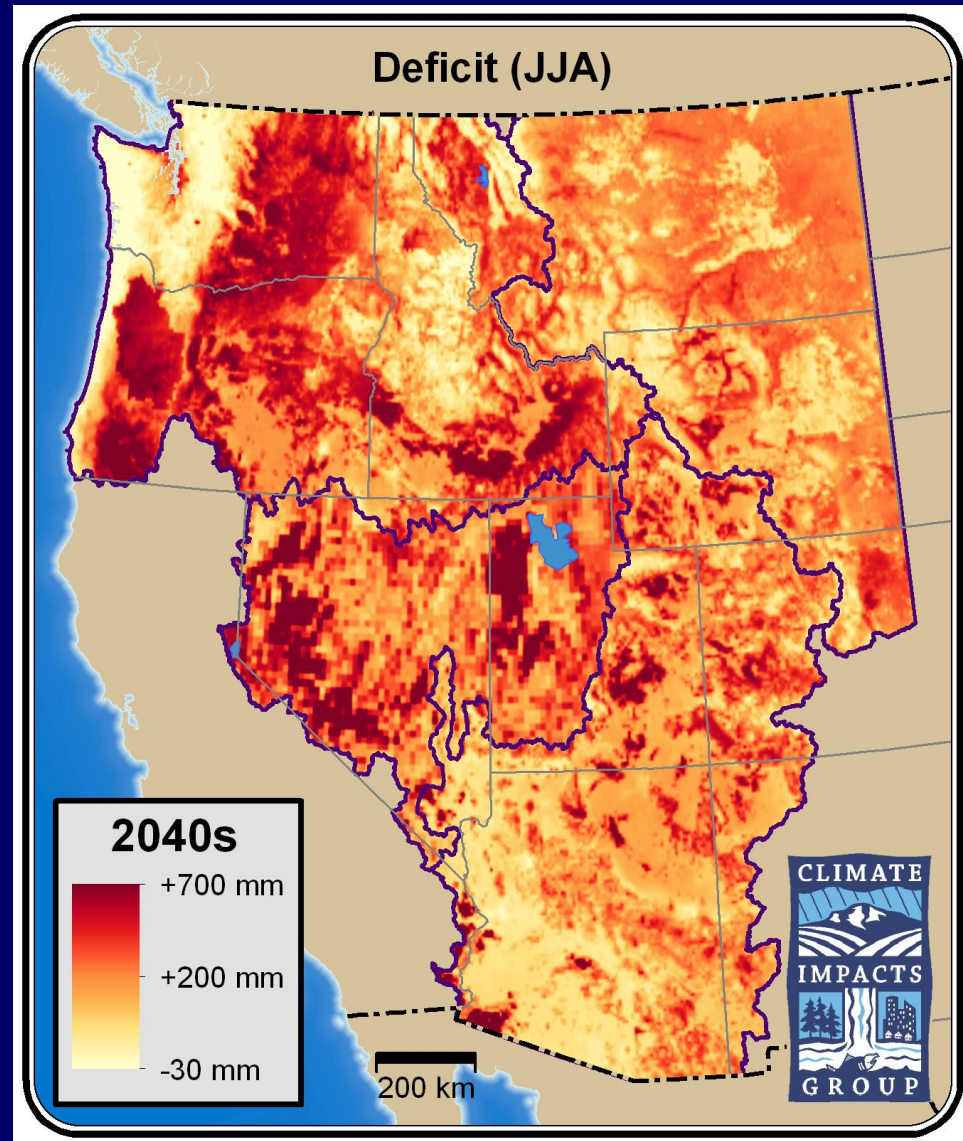 Deficit (JJA)
2040s
+700 mm
+200 mm
-30 mm
200 km
CLIMATE
IMPACTS
GROUP